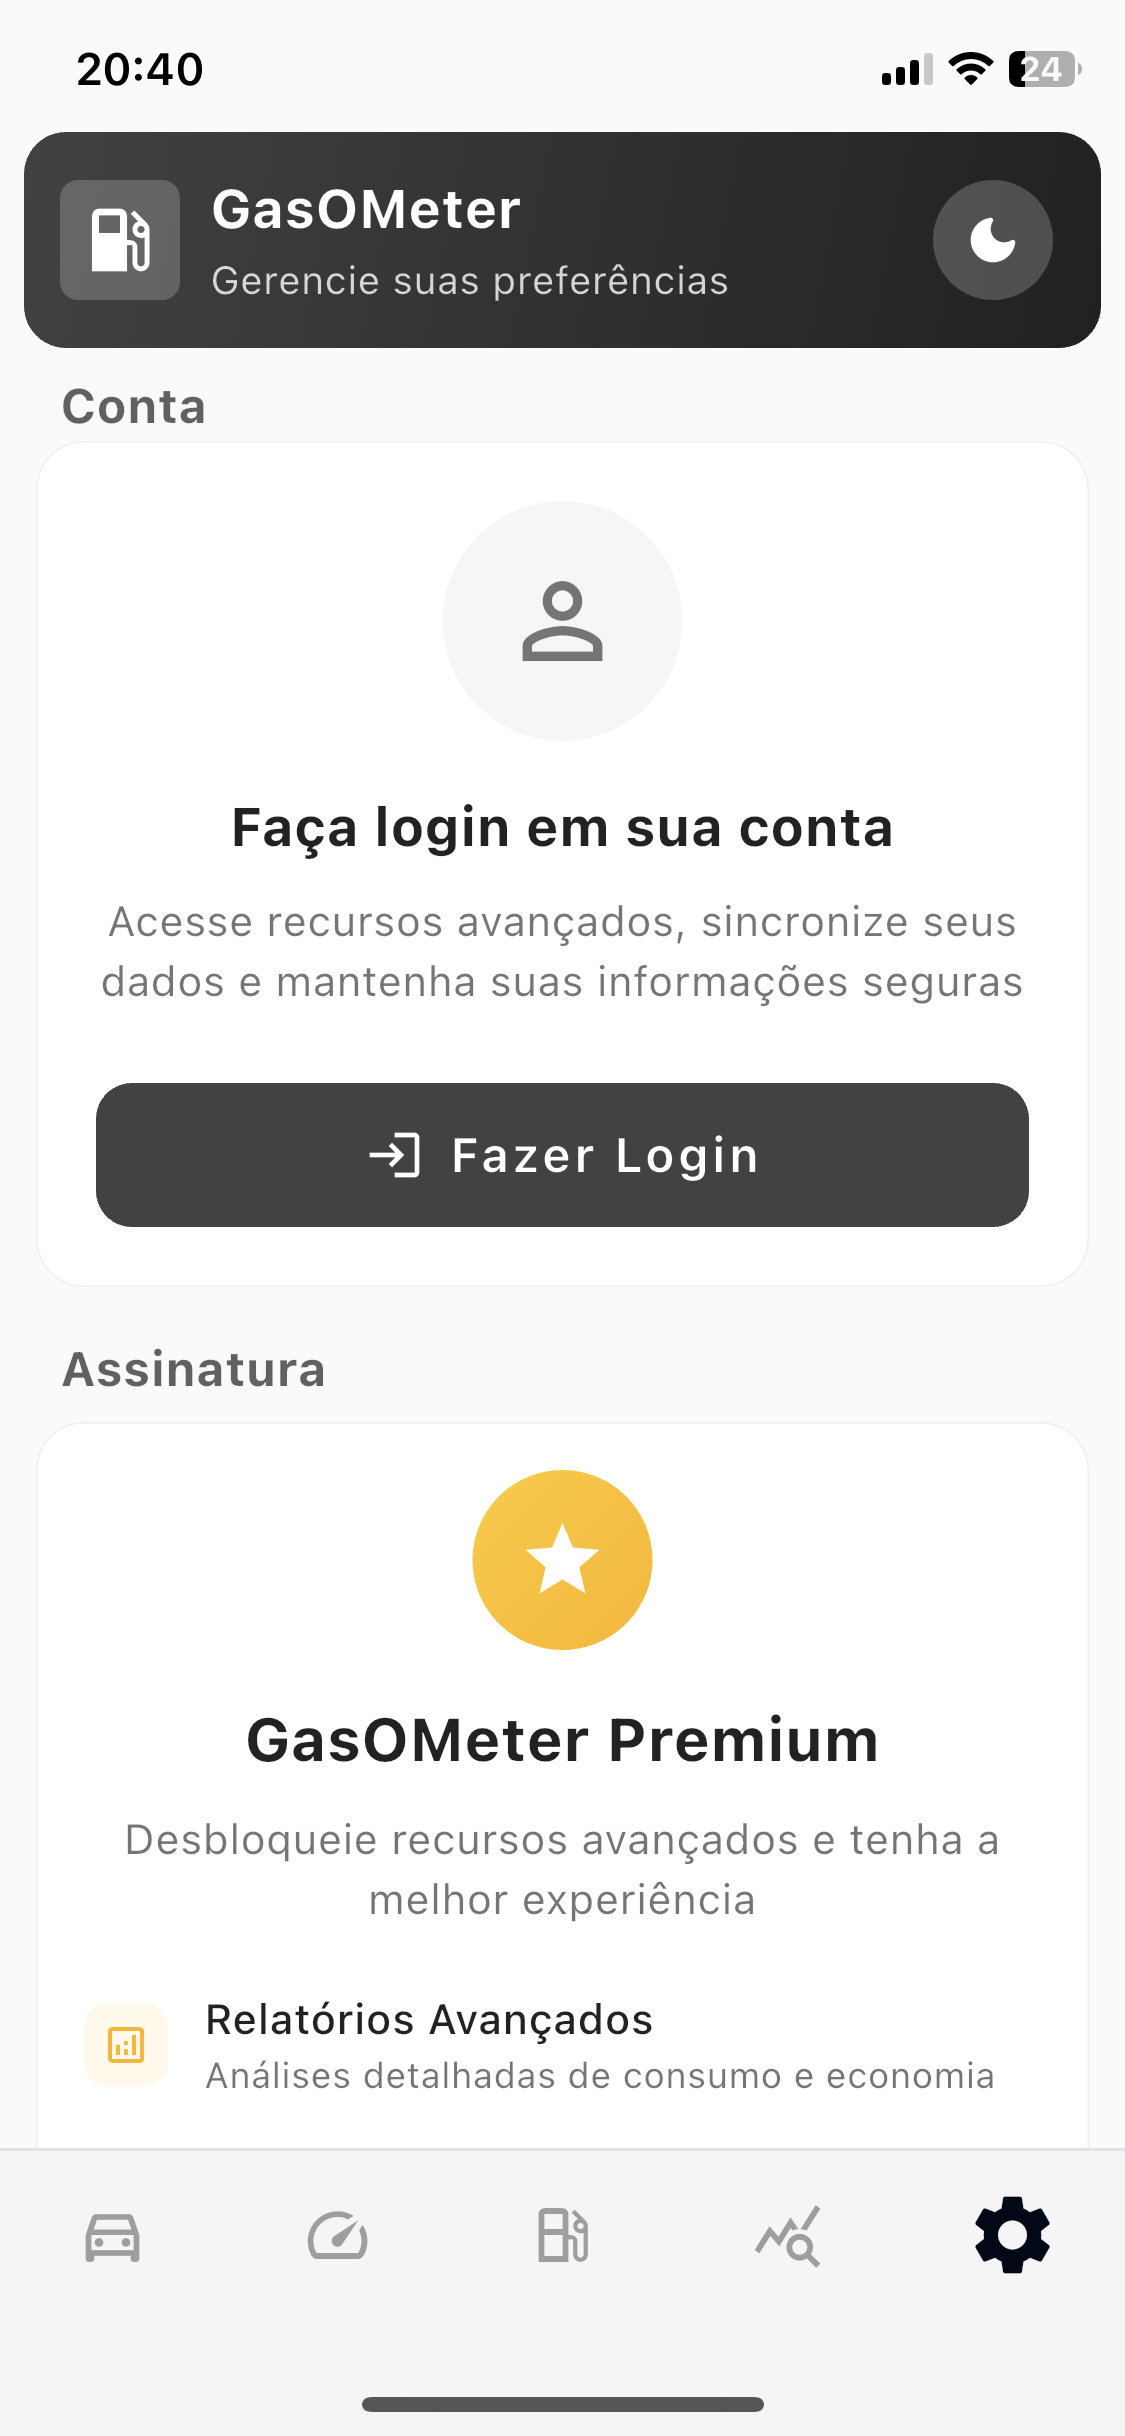 20:40
24
GasOMeter
Gerencie suas preferências
Conta
Faça login em sua conta
Acesse recursos avançados, sincronize seus
dados e mantenha suas informações seguras
Fazer Login
Assinatura
GasOMeter Premium
Desbloqueie recursos avançados e tenha a
melhor experiência
Relatórios Avançados
Análises detalhadas de consumo e economia